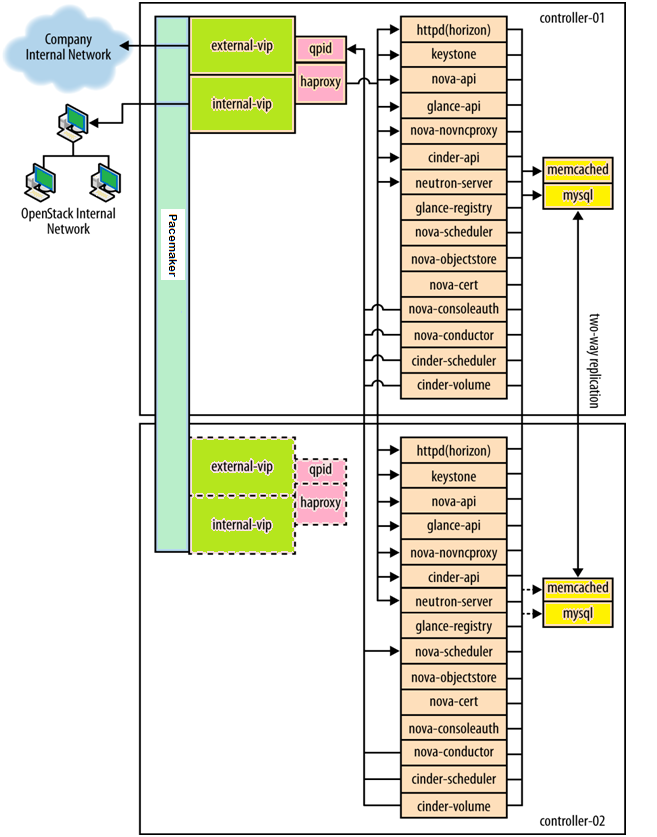 controller-01
Company
Internal Network
external-vip
internal-vip
qpid
haproxy
OpenStack Internal
Network
Pacemaker
httpd(horizon)
keystone
nova-api
glance-api
nova-novncproxy
cinder-api
neutron-server
glance-registry
nova-scheduler
nova-objectstore
nova-cert
nova-consoleauth
nova-conductor
cinder-scheduler
cinder-volume
memcached
mysql
two-way replication
external-vip
internal-vip
qpid
haproxy
httpd(horizon)
keystone
nova-api
glance-api
nova-novncproxy
cinder-api
neutron-server
glance-registry
nova-scheduler
nova-objectstore
nova-cert
nova-consoleauth
nova-conductor
cinder-scheduler
cinder-volume
memcached
mysql
controller-02